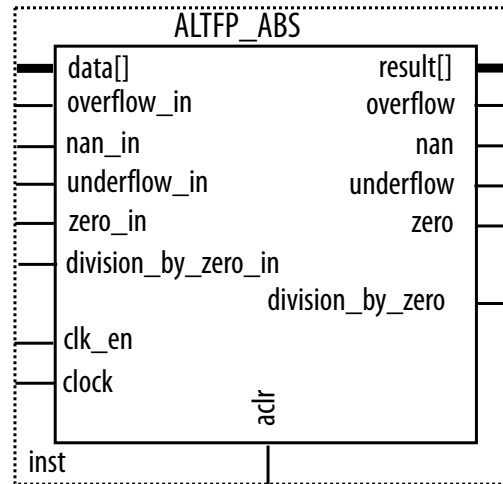 ALTFP_ABS
data[] result[]
overflow_in overflow
nan_in nan
underflow_in underflow
zero_in zero
division_by_zero_in
division_by_zero
clk_en
clock
aclr
inst